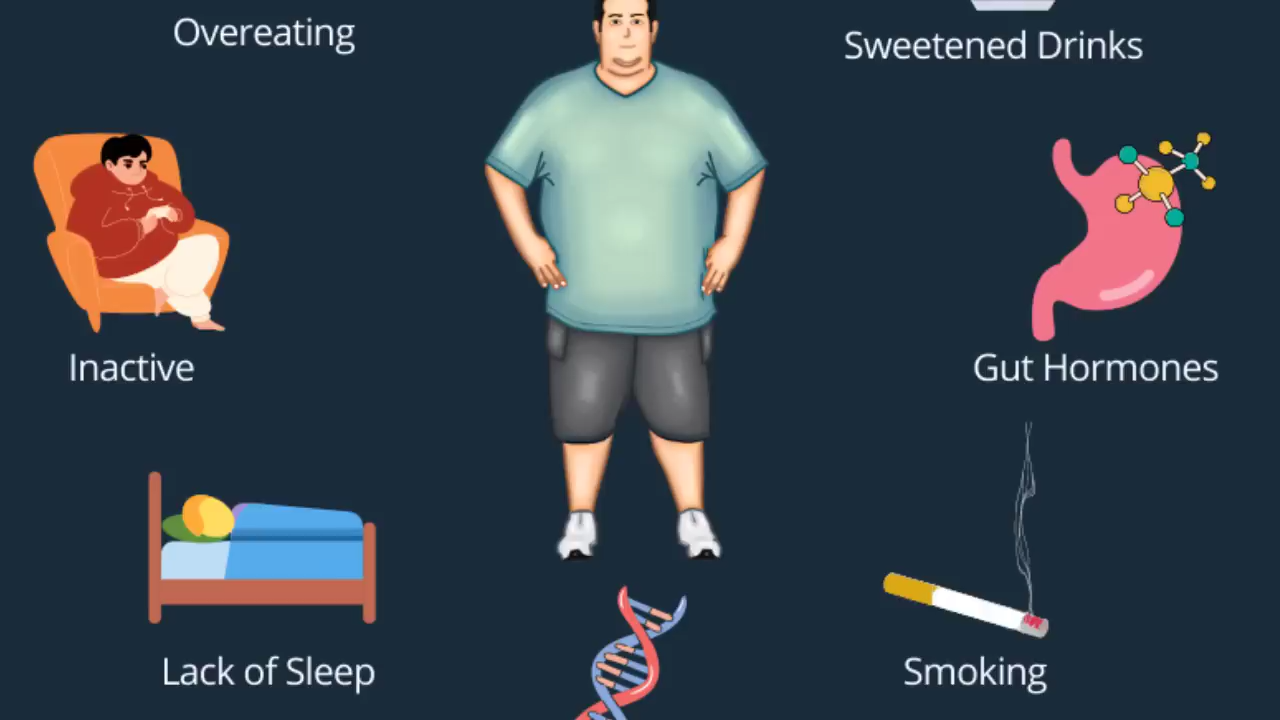 Overeating
Sweetened Drinks
Inactive
Gut Hormones
Lack of Sleep
Smoking